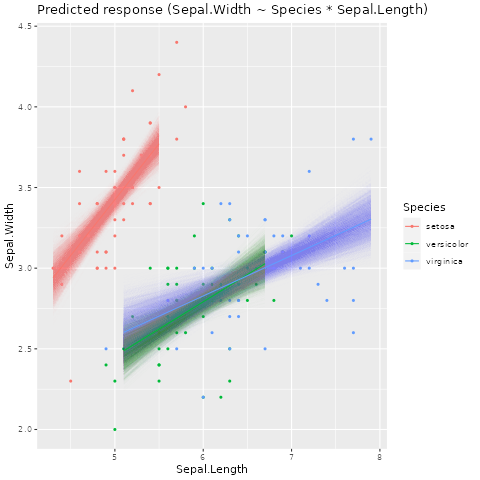 Predicted response (Sepal.Width ~ Species * Sepal.Length)
4.5
4.0
3.5
3.0
2.5
2.0
Sepal.Width
5
6
7
8
Sepal.Length
Species
setosa
versicolor
virginica